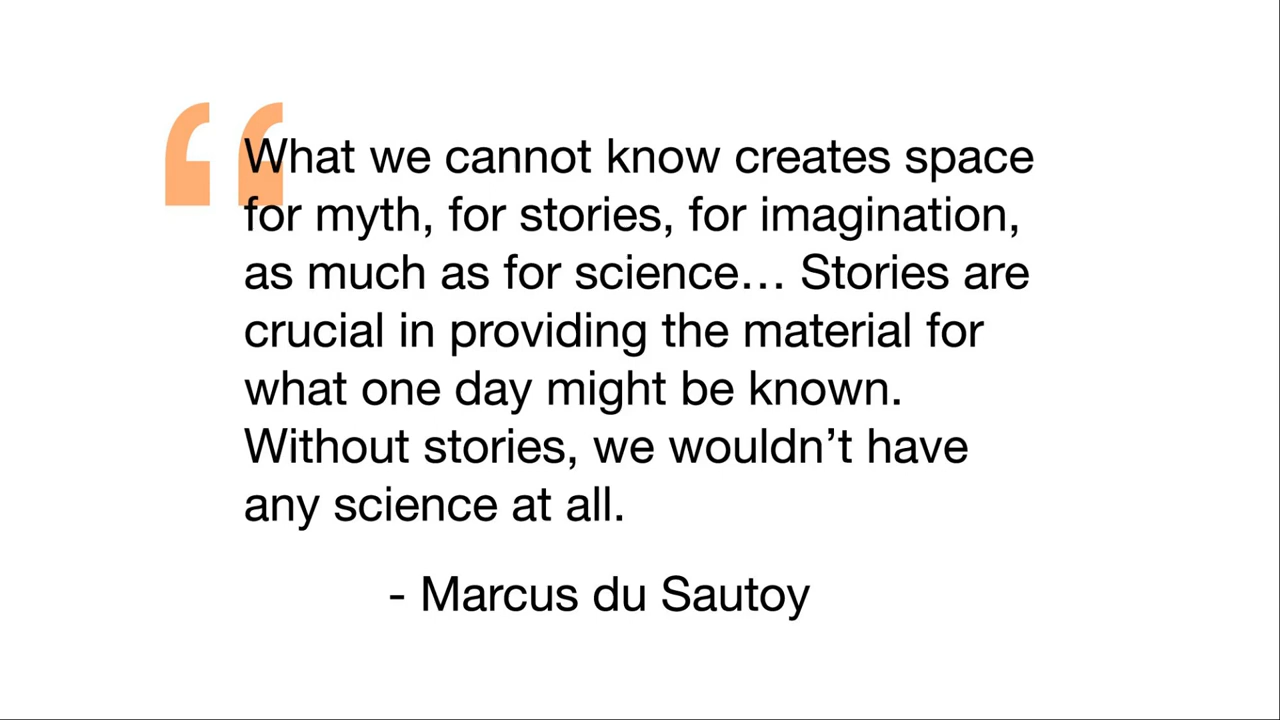 “
What we cannot know creates space
for myth, for stories, for imagination,
as much as for science… Stories are
crucial in providing the material for
what one day might be known.
Without stories, we wouldn’t have
any science at all.
- Marcus du Sautoy